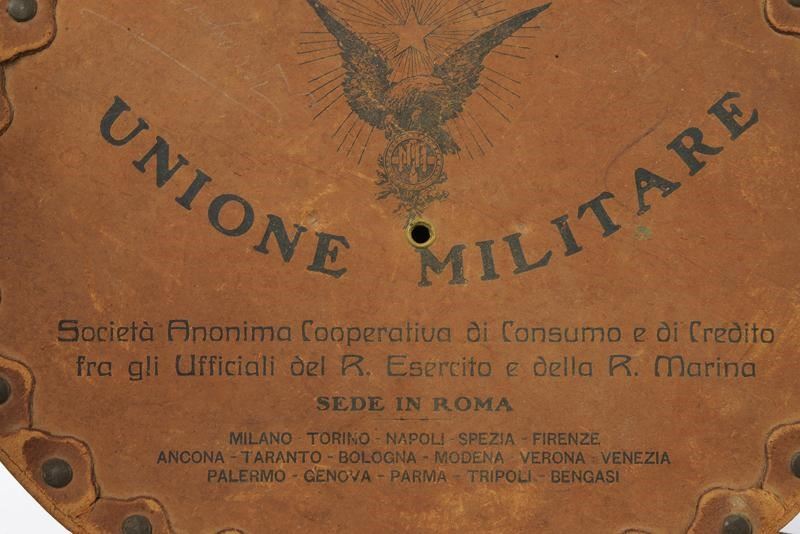 UNIONE MILITARE
Società Anonima Cooperativa di Consumo e di Credito
fra gli Ufficiali del R. Esercito e della R. Marina
SEDE IN ROMA
MILANO - TORINO - NAPOLI - SPEZIA - FIRENZE
ANCONA - TARANTO - BOLOGNA - MODENA - VERONA - VENEZIA
PALERMO - GENOVA - PARMA - TRIPOLI - BENGASI